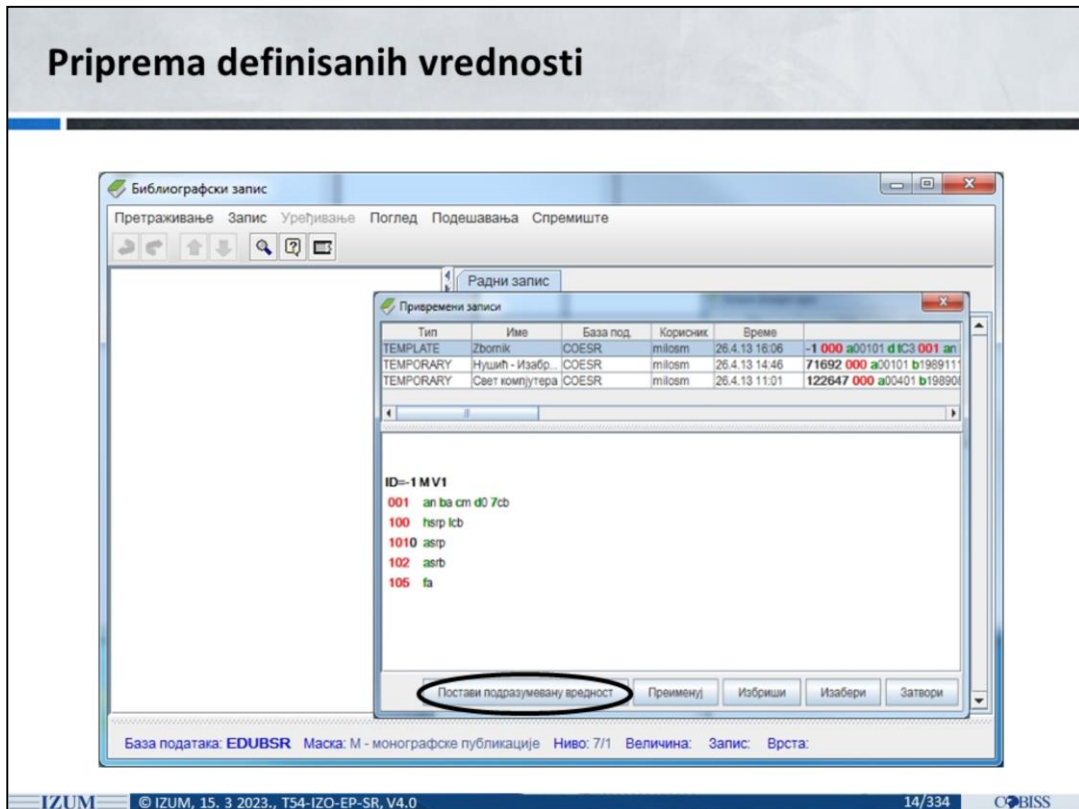 Priprema definisanih vrednosti
Библиографски запис
Претраживање Запис Уређивање Поглед Подешавања Спремиште
Радни запис
Привремени записи
Тип Име База под. Корисник Време
TEMPLATE Zbornik COESR milosm 26.4.13 16:06 -1 000 a00101 d tC3 001 an
TEMPORARY Нушић - Изабр... COESR milosm 26.4.13 14:46 71692 000 a00101 b1989111
TEMPORARY Свет компјутера COESR milosm 26.4.13 11:01 122647 000 a00401 b198908
ID=-1 M V1
001 an ba cm d0 7cb
100 hsrp lcb
1010 asrp
102 asrb
105 fa
Постави подразумевану вредност Преименуј Избриши Изабери Затвори
База података: EDUBSR Маска: М - монографске публикације Ниво: 7/1 Величина: Запис: Врста:
IZUM © IZUM, 15. 3 2023., T54-IZO-EP-SR, V4.0 14/334 COBISS